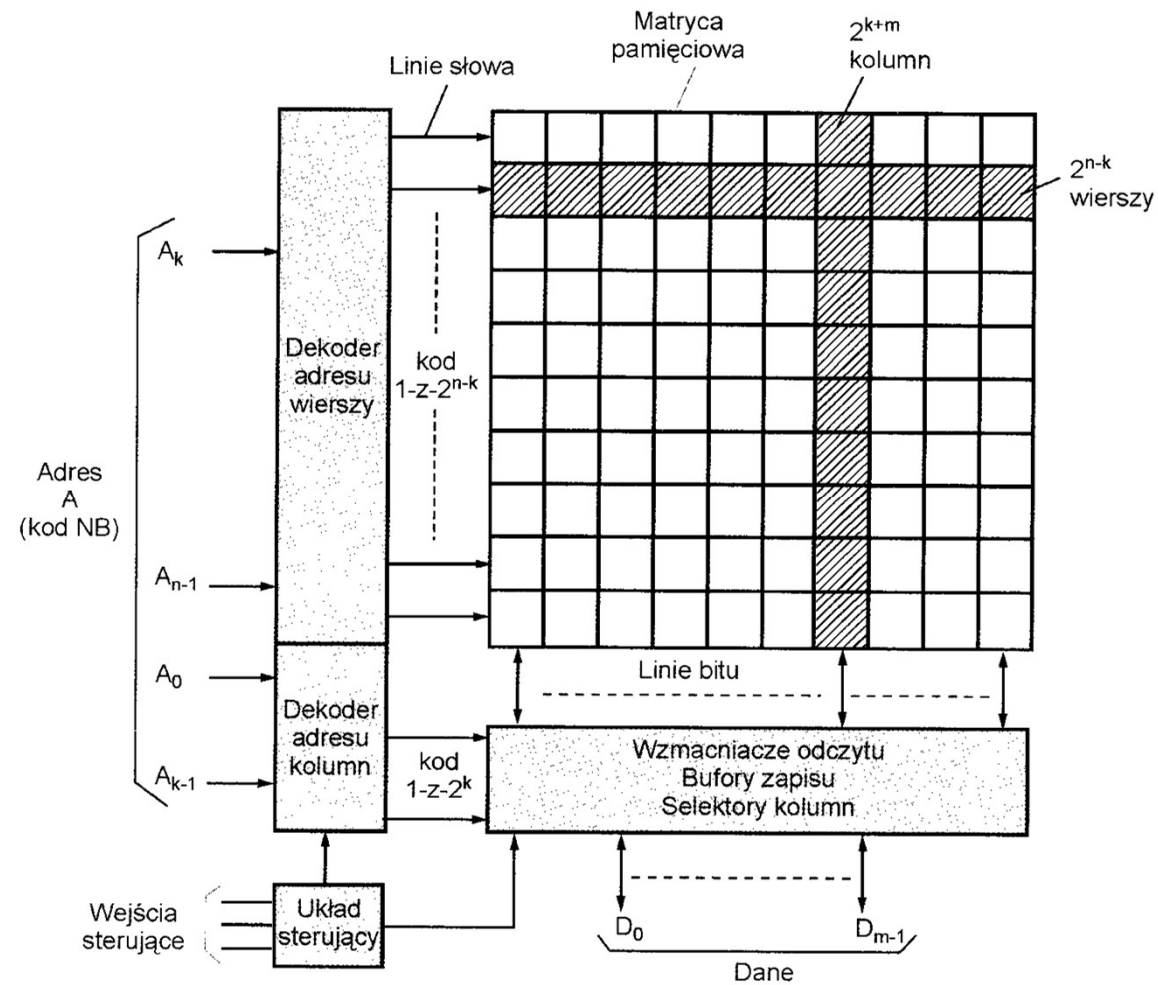 Matryca
pamięciowa
2^k+m
kolumn
Linie słowa
2^n-k
wierszy
A_k
Dekoder
adresu
wierszy
kod
1-z-2^n-k
Adres
A
(kod NB)
A_n-1
A_0
Linie bitu
Dekoder
adresu
kolumn
kod
1-z-2^k
Wzmacniacze odczytu
Bufory zapisu
Selektory kolumn
A_k-1
Wejścia
sterujące
Układ
sterujący
D_0
D_m-1
Dane